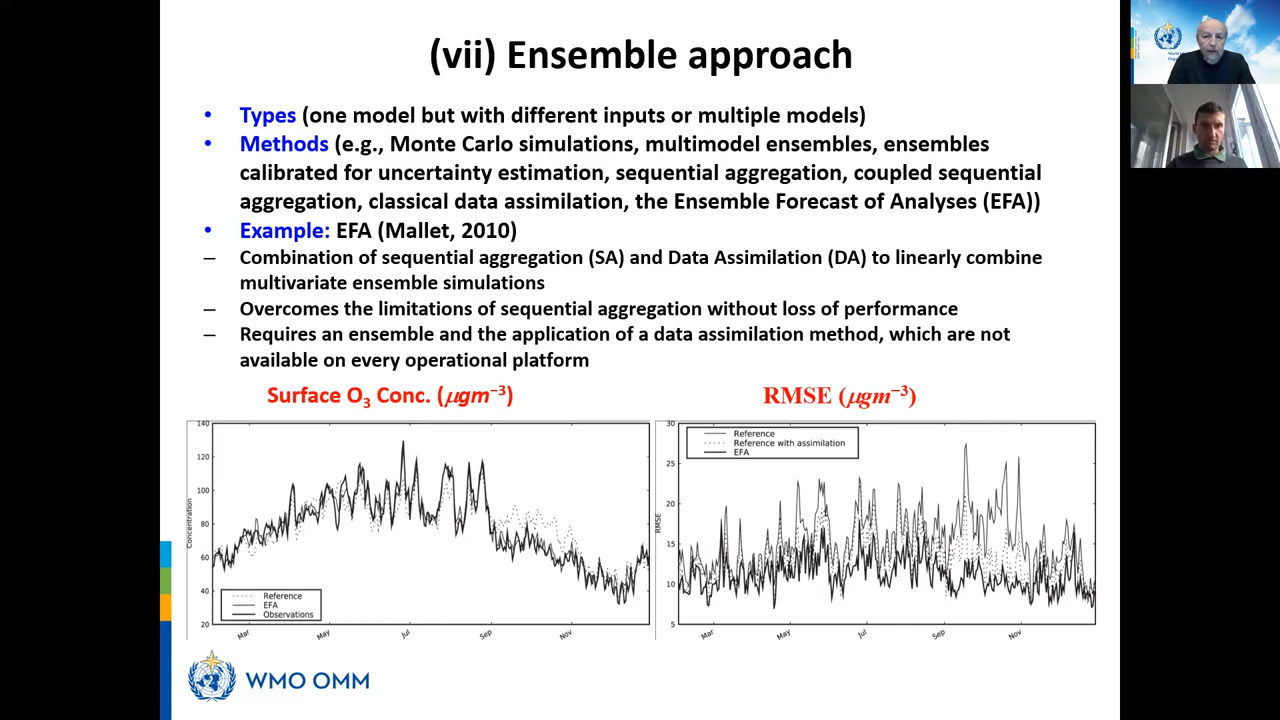 (vii) Ensemble approach
• Types (one model but with different inputs or multiple models)
• Methods (e.g., Monte Carlo simulations, multimodel ensembles, ensembles
calibrated for uncertainty estimation, sequential aggregation, coupled sequential
aggregation, classical data assimilation, the Ensemble Forecast of Analyses (EFA))
• Example: EFA (Mallet, 2010)
– Combination of sequential aggregation (SA) and Data Assimilation (DA) to linearly combine
multivariate ensemble simulations
– Overcomes the limitations of sequential aggregation without loss of performance
– Requires an ensemble and the application of a data assimilation method, which are not
available on every operational platform
Surface O₃ Conc. (μgm⁻³)
140
120
100
80
60
40
20
Concentration
Reference
EFA
Observations
Mar
May
Jul
Sep
Nov
RMSE (μgm⁻³)
30
25
20
15
10
5
RMSE
Reference
Reference with assimilation
EFA
Mar
May
Jul
Sep
Nov
WMO OMM